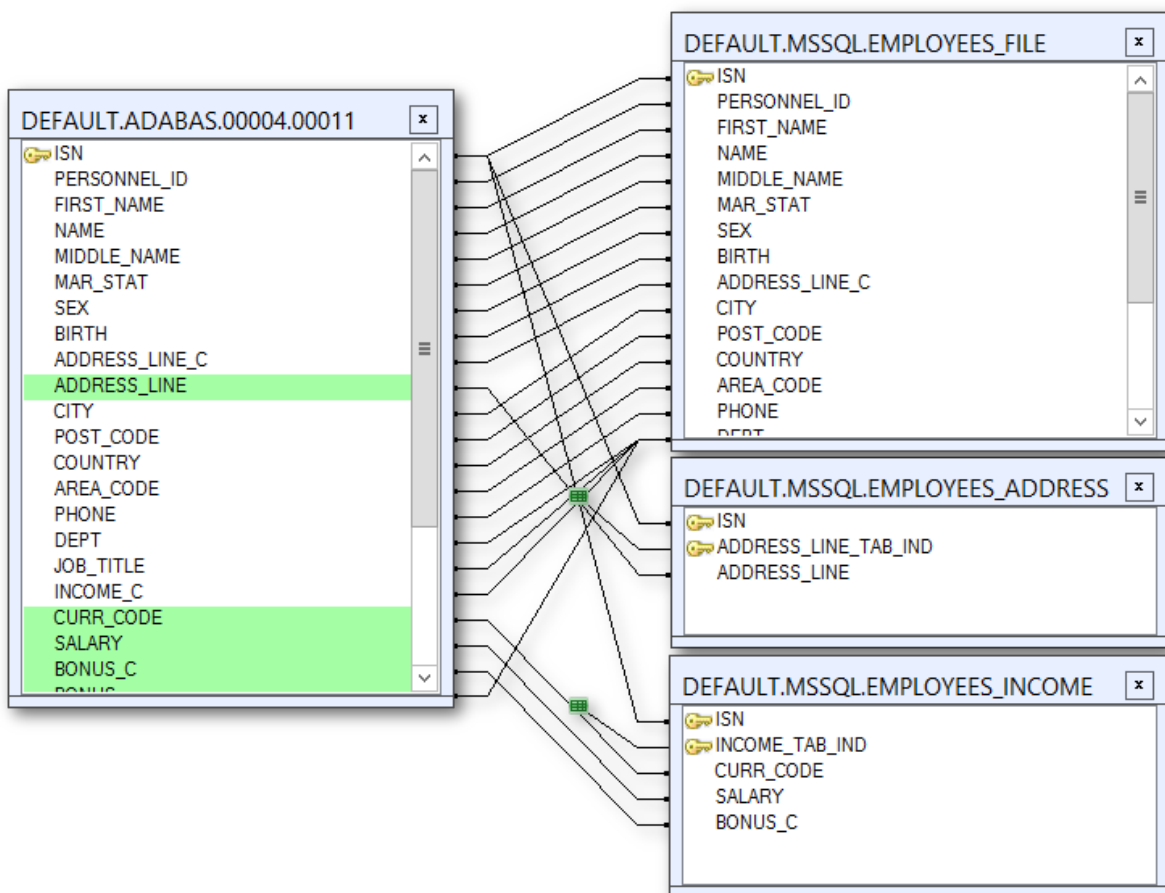 DEFAULT.ADABAS.00004.00011
x
ISN
PERSONNEL_ID
FIRST_NAME
NAME
MIDDLE_NAME
MAR_STAT
SEX
BIRTH
ADDRESS_LINE_C
ADDRESS_LINE
CITY
POST_CODE
COUNTRY
AREA_CODE
PHONE
DEPT
JOB_TITLE
INCOME_C
CURR_CODE
SALARY
BONUS_C
BONUS
DEFAULT.MSSQL.EMPLOYEES_FILE
x
ISN
PERSONNEL_ID
FIRST_NAME
NAME
MIDDLE_NAME
MAR_STAT
SEX
BIRTH
ADDRESS_LINE_C
CITY
POST_CODE
COUNTRY
AREA_CODE
PHONE
DEPT
DEFAULT.MSSQL.EMPLOYEES_ADDRESS
x
ISN
ADDRESS_LINE_TAB_IND
ADDRESS_LINE
DEFAULT.MSSQL.EMPLOYEES_INCOME
x
ISN
INCOME_TAB_IND
CURR_CODE
SALARY
BONUS_C